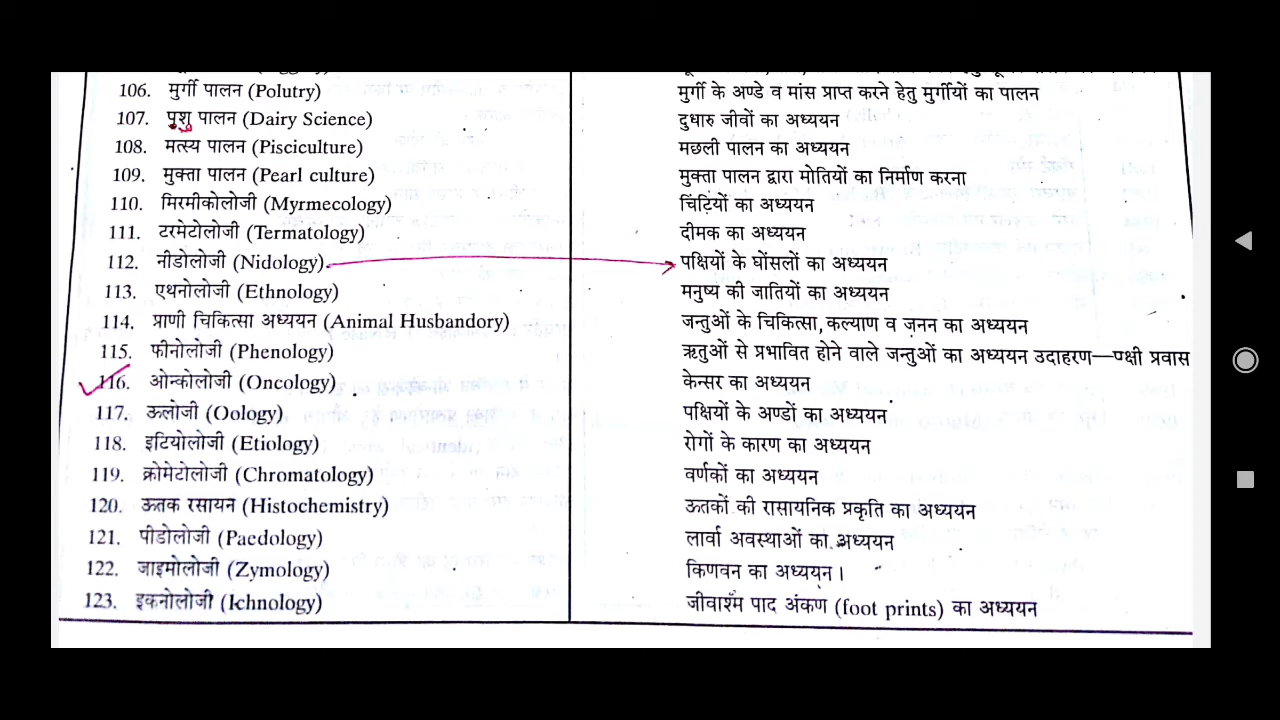 106. मुर्गी पालन (Polutry) मुर्गी के अण्डे व मांस प्राप्त करने हेतु मुर्गीयों का पालन
107. पुशु पालन (Dairy Science) दुधारु जीवों का अध्ययन
108. मत्स्य पालन (Pisciculture) मछली पालन का अध्ययन
109. मुक्ता पालन (Pearl culture) मुक्ता पालन द्वारा मोतियों का निर्माण करना
110. मिरमीकोलोजी (Myrmecology) चिटियों का अध्ययन
111. टरमेटोलोजी (Termatology) दीमक का अध्ययन
112. नीडोलोजी (Nidology) पक्षियों के घोंसलों का अध्ययन
113. एथनोलोजी (Ethnology) मनुष्य की जातियों का अध्ययन
114. प्राणी चिकित्सा अध्ययन (Animal Husbandory) जन्तुओं के चिकित्सा, कल्याण व जनन का अध्ययन
115. फीनोलोजी (Phenology) ऋतुओं से प्रभावित होने वाले जन्तुओं का अध्ययन उदाहरण—पक्षी प्रवास
116. ओन्कोलोजी (Oncology) केन्सर का अध्ययन
117. ऊलोजी (Oology) पक्षियों के अण्डों का अध्ययन
118. इटियोलोजी (Etiology) रोगों के कारण का अध्ययन
119. क्रोमेटोलोजी (Chromatology) वर्णकों का अध्ययन
120. ऊतक रसायन (Histochemistry) ऊतकों की रासायनिक प्रकृति का अध्ययन
121. पीडोलोजी (Paedology) लार्वा अवस्थाओं का अध्ययन
122. जाइमोलोजी (Zymology) किणवन का अध्ययन।
123. इकनोलोजी (Ichnology) जीवाश्म पाद अंकण (foot prints) का अध्ययन